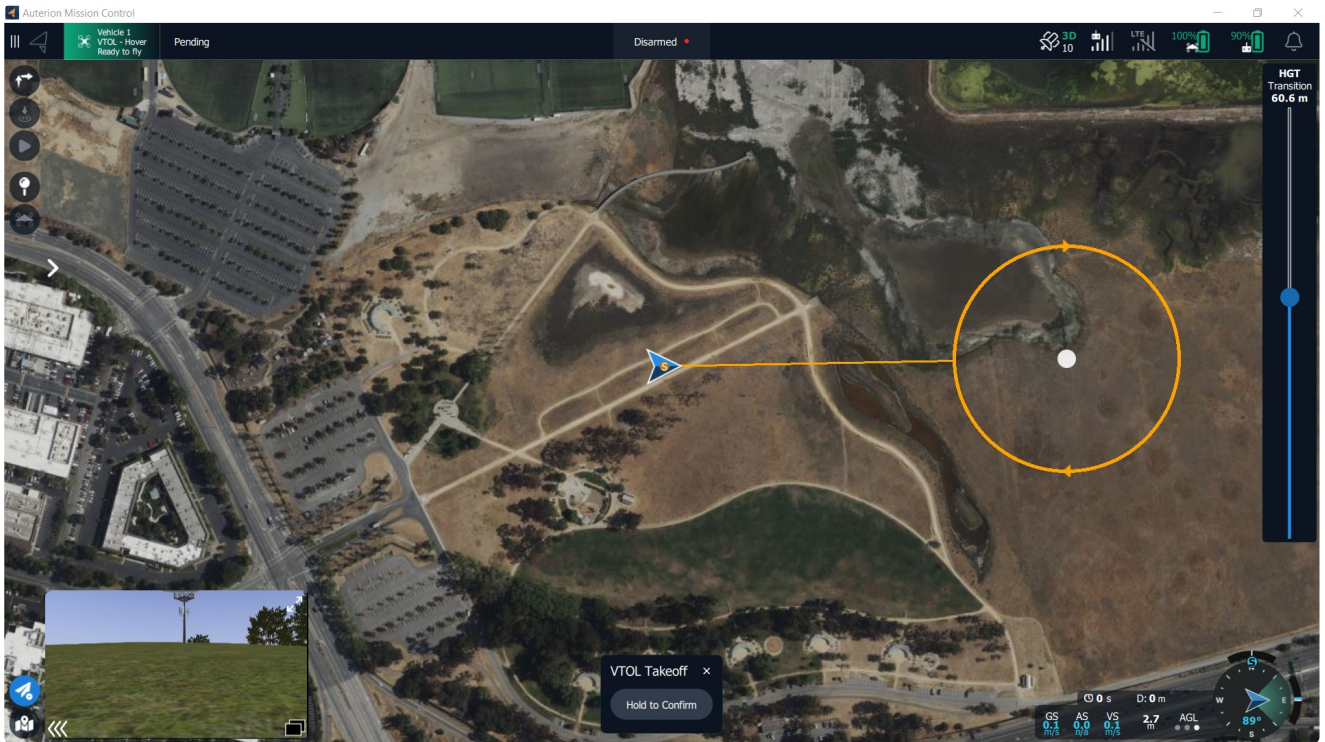 Auterion Mission Control
Vehicle 1
VTOL - Hover
Ready to fly
Pending
Disarmed
3D
10
LTE
100%
90%
HGT
Transition
60.6 m
S
VTOL Takeoff ×
Hold to Confirm
0 s D: 0 m
GS AS VS
0.1 0.0 0.1 2.7 AGL
m/s n/a m/s m
S
N
W E
89°
S